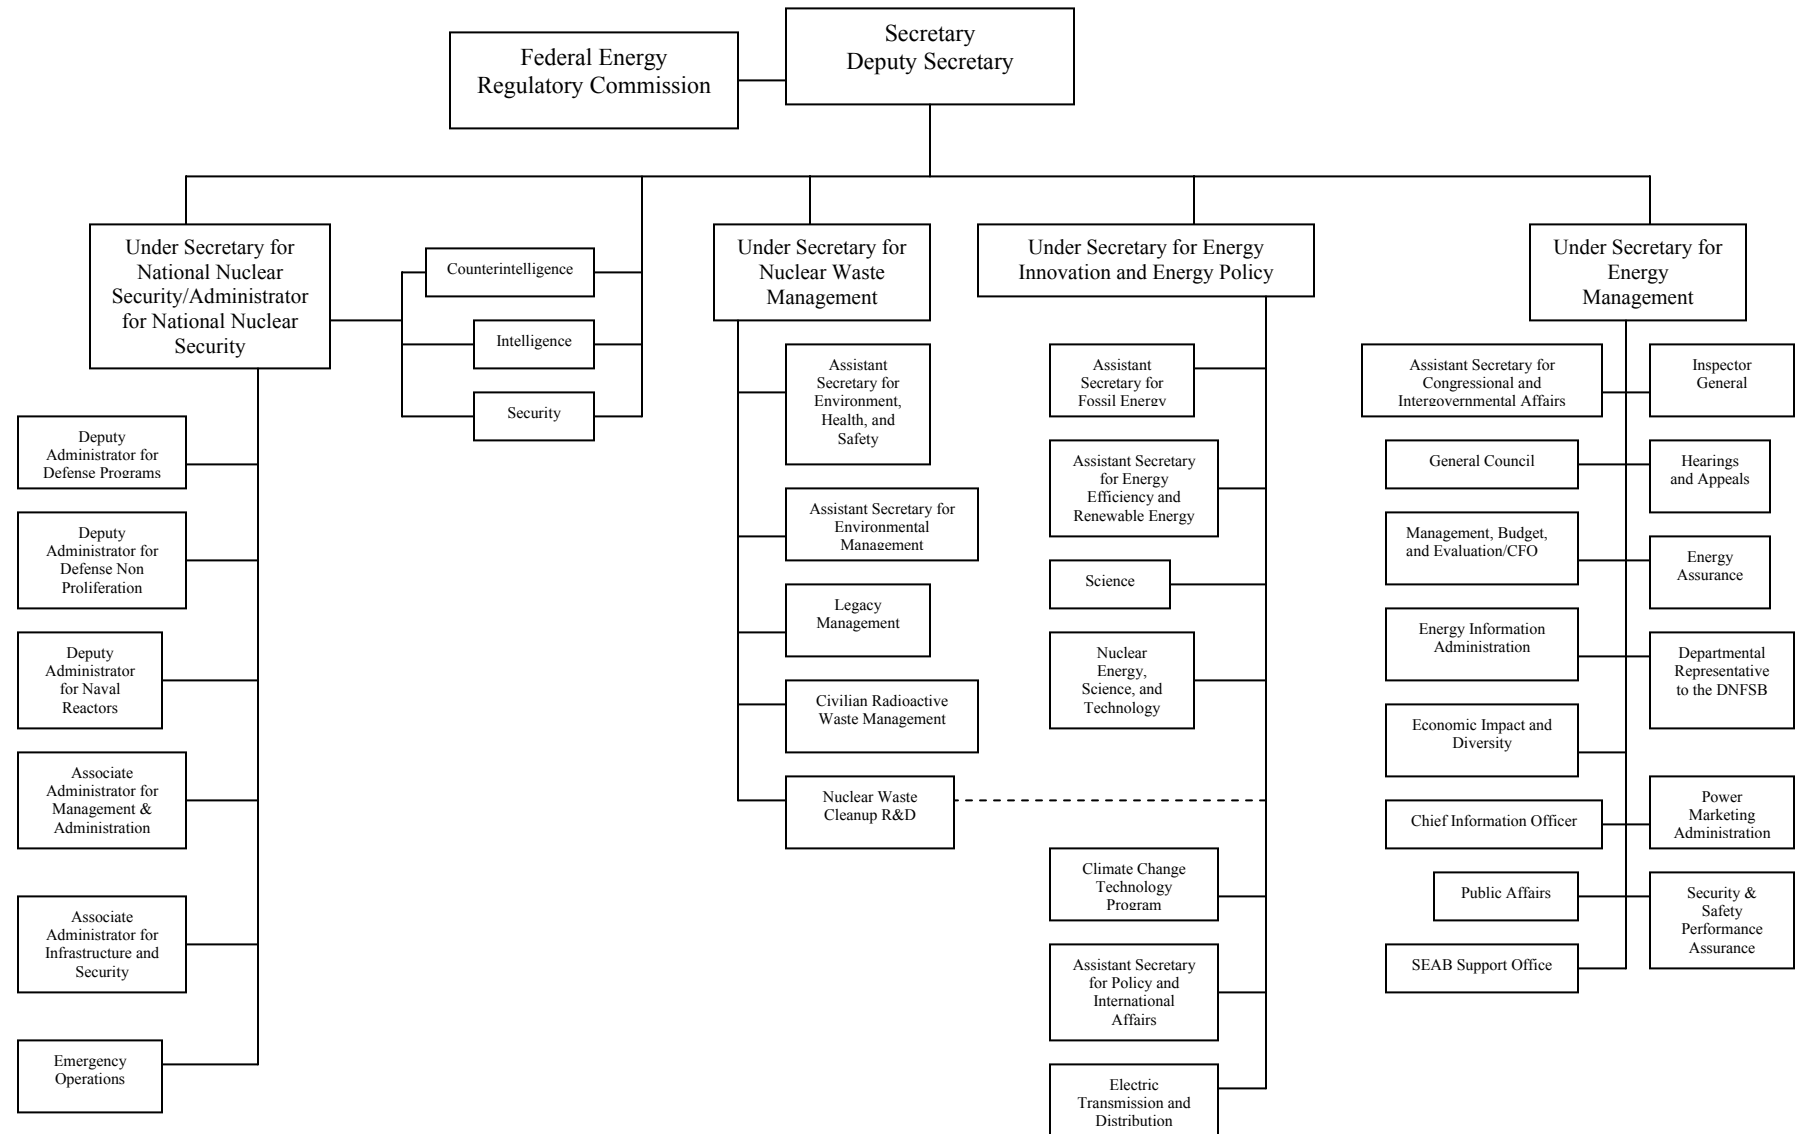 Federal Energy
Regulatory Commission
Secretary
Deputy Secretary
Under Secretary for
National Nuclear
Security/Administrator
for National Nuclear
Security
Counterintelligence
Intelligence
Security
Deputy
Administrator for
Defense Programs
Deputy
Administrator for
Defense Non
Proliferation
Deputy
Administrator
for Naval
Reactors
Associate
Administrator for
Management &
Administration
Associate
Administrator for
Infrastructure and
Security
Emergency
Operations
Under Secretary for
Nuclear Waste
Management
Assistant
Secretary for
Environment,
Health, and
Safety
Assistant Secretary for
Environmental
Management
Legacy
Management
Civilian Radioactive
Waste Management
Nuclear Waste
Cleanup R&D
Under Secretary for Energy
Innovation and Energy Policy
Assistant
Secretary for
Fossil Energy
Assistant Secretary
for Energy
Efficiency and
Renewable Energy
Science
Nuclear
Energy,
Science, and
Technology
Climate Change
Technology
Program
Assistant Secretary
for Policy and
International
Affairs
Electric
Transmission and
Distribution
Under Secretary for
Energy
Management
Assistant Secretary for
Congressional and
Intergovernmental Affairs
General Council
Management, Budget,
and Evaluation/CFO
Energy Information
Administration
Economic Impact and
Diversity
Chief Information Officer
Public Affairs
SEAB Support Office
Inspector
General
Hearings
and Appeals
Energy
Assurance
Departmental
Representative
to the DNFSB
Power
Marketing
Administration
Security &
Safety
Performance
Assurance